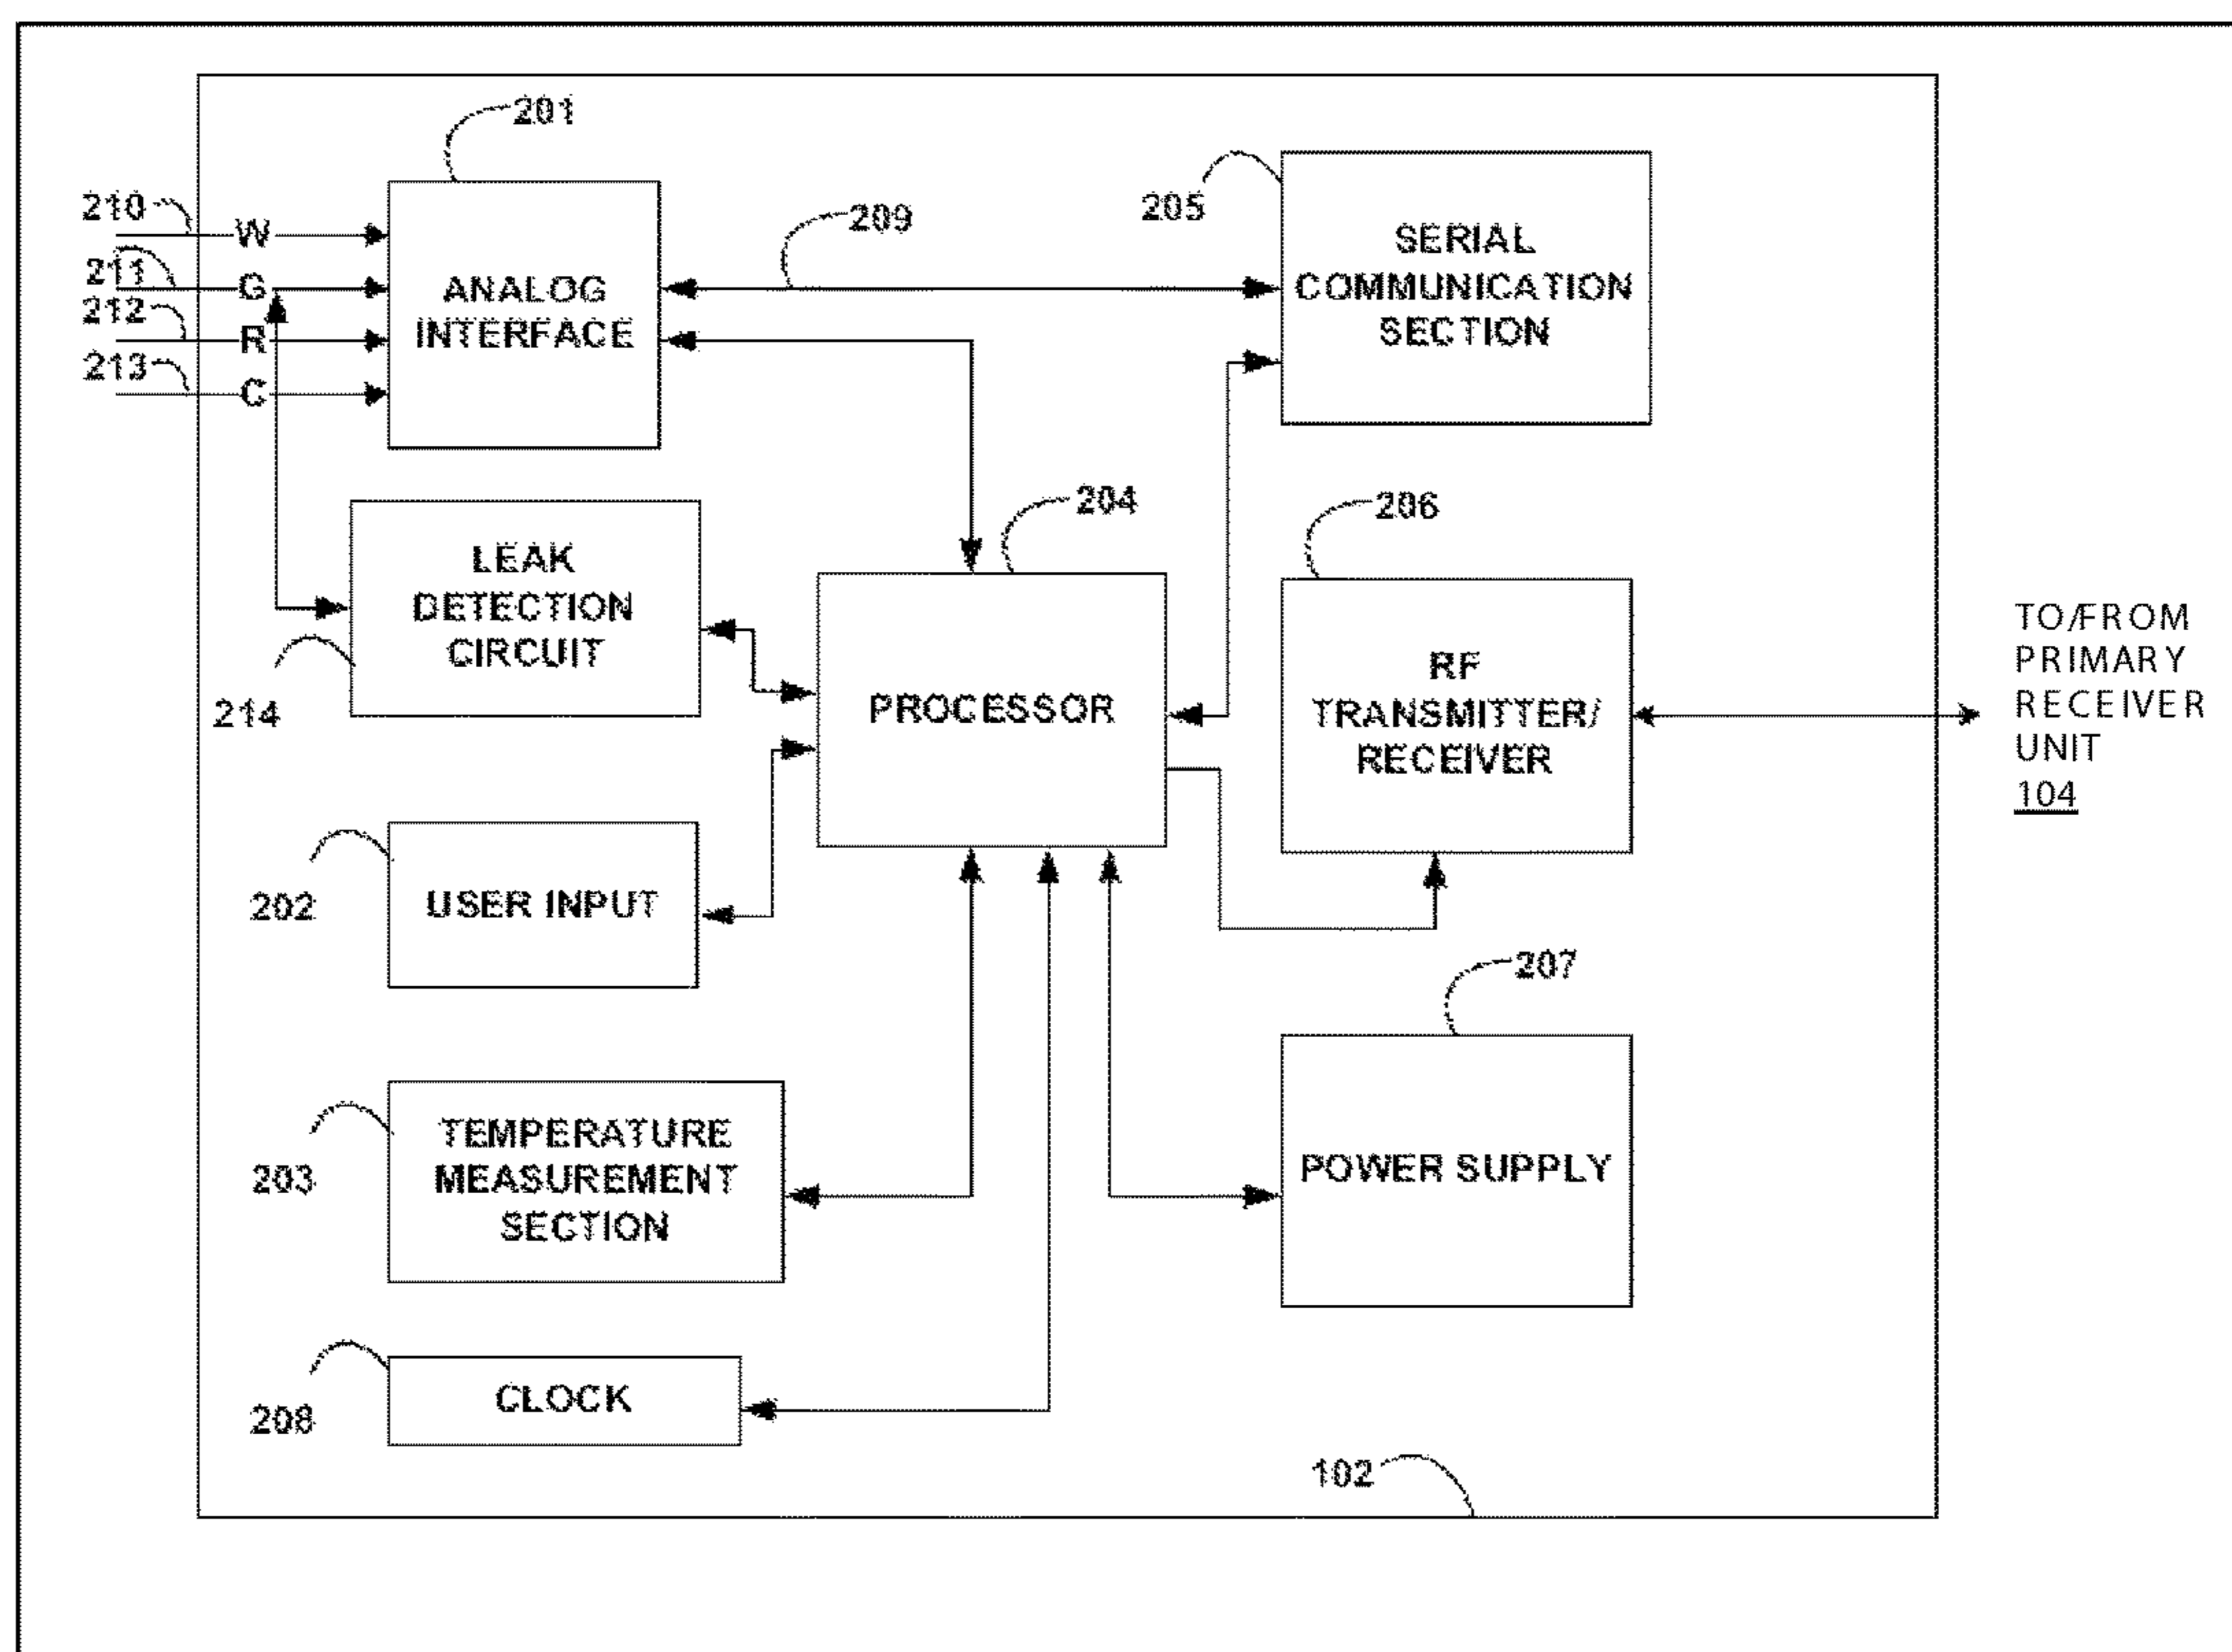 201
210
W
209
205
SERIAL
COMMUNICATION
SECTION
211
G
ANALOG
INTERFACE
212
R
213
C
204
206
LEAK
DETECTION
CIRCUIT
214
PROCESSOR
RF
TRANSMITTER/
RECEIVER
TO/FROM
PRIMARY
RECEIVER
UNIT
104
202
USER INPUT
207
203
TEMPERATURE
MEASUREMENT
SECTION
POWER SUPPLY
208
CLOCK
102